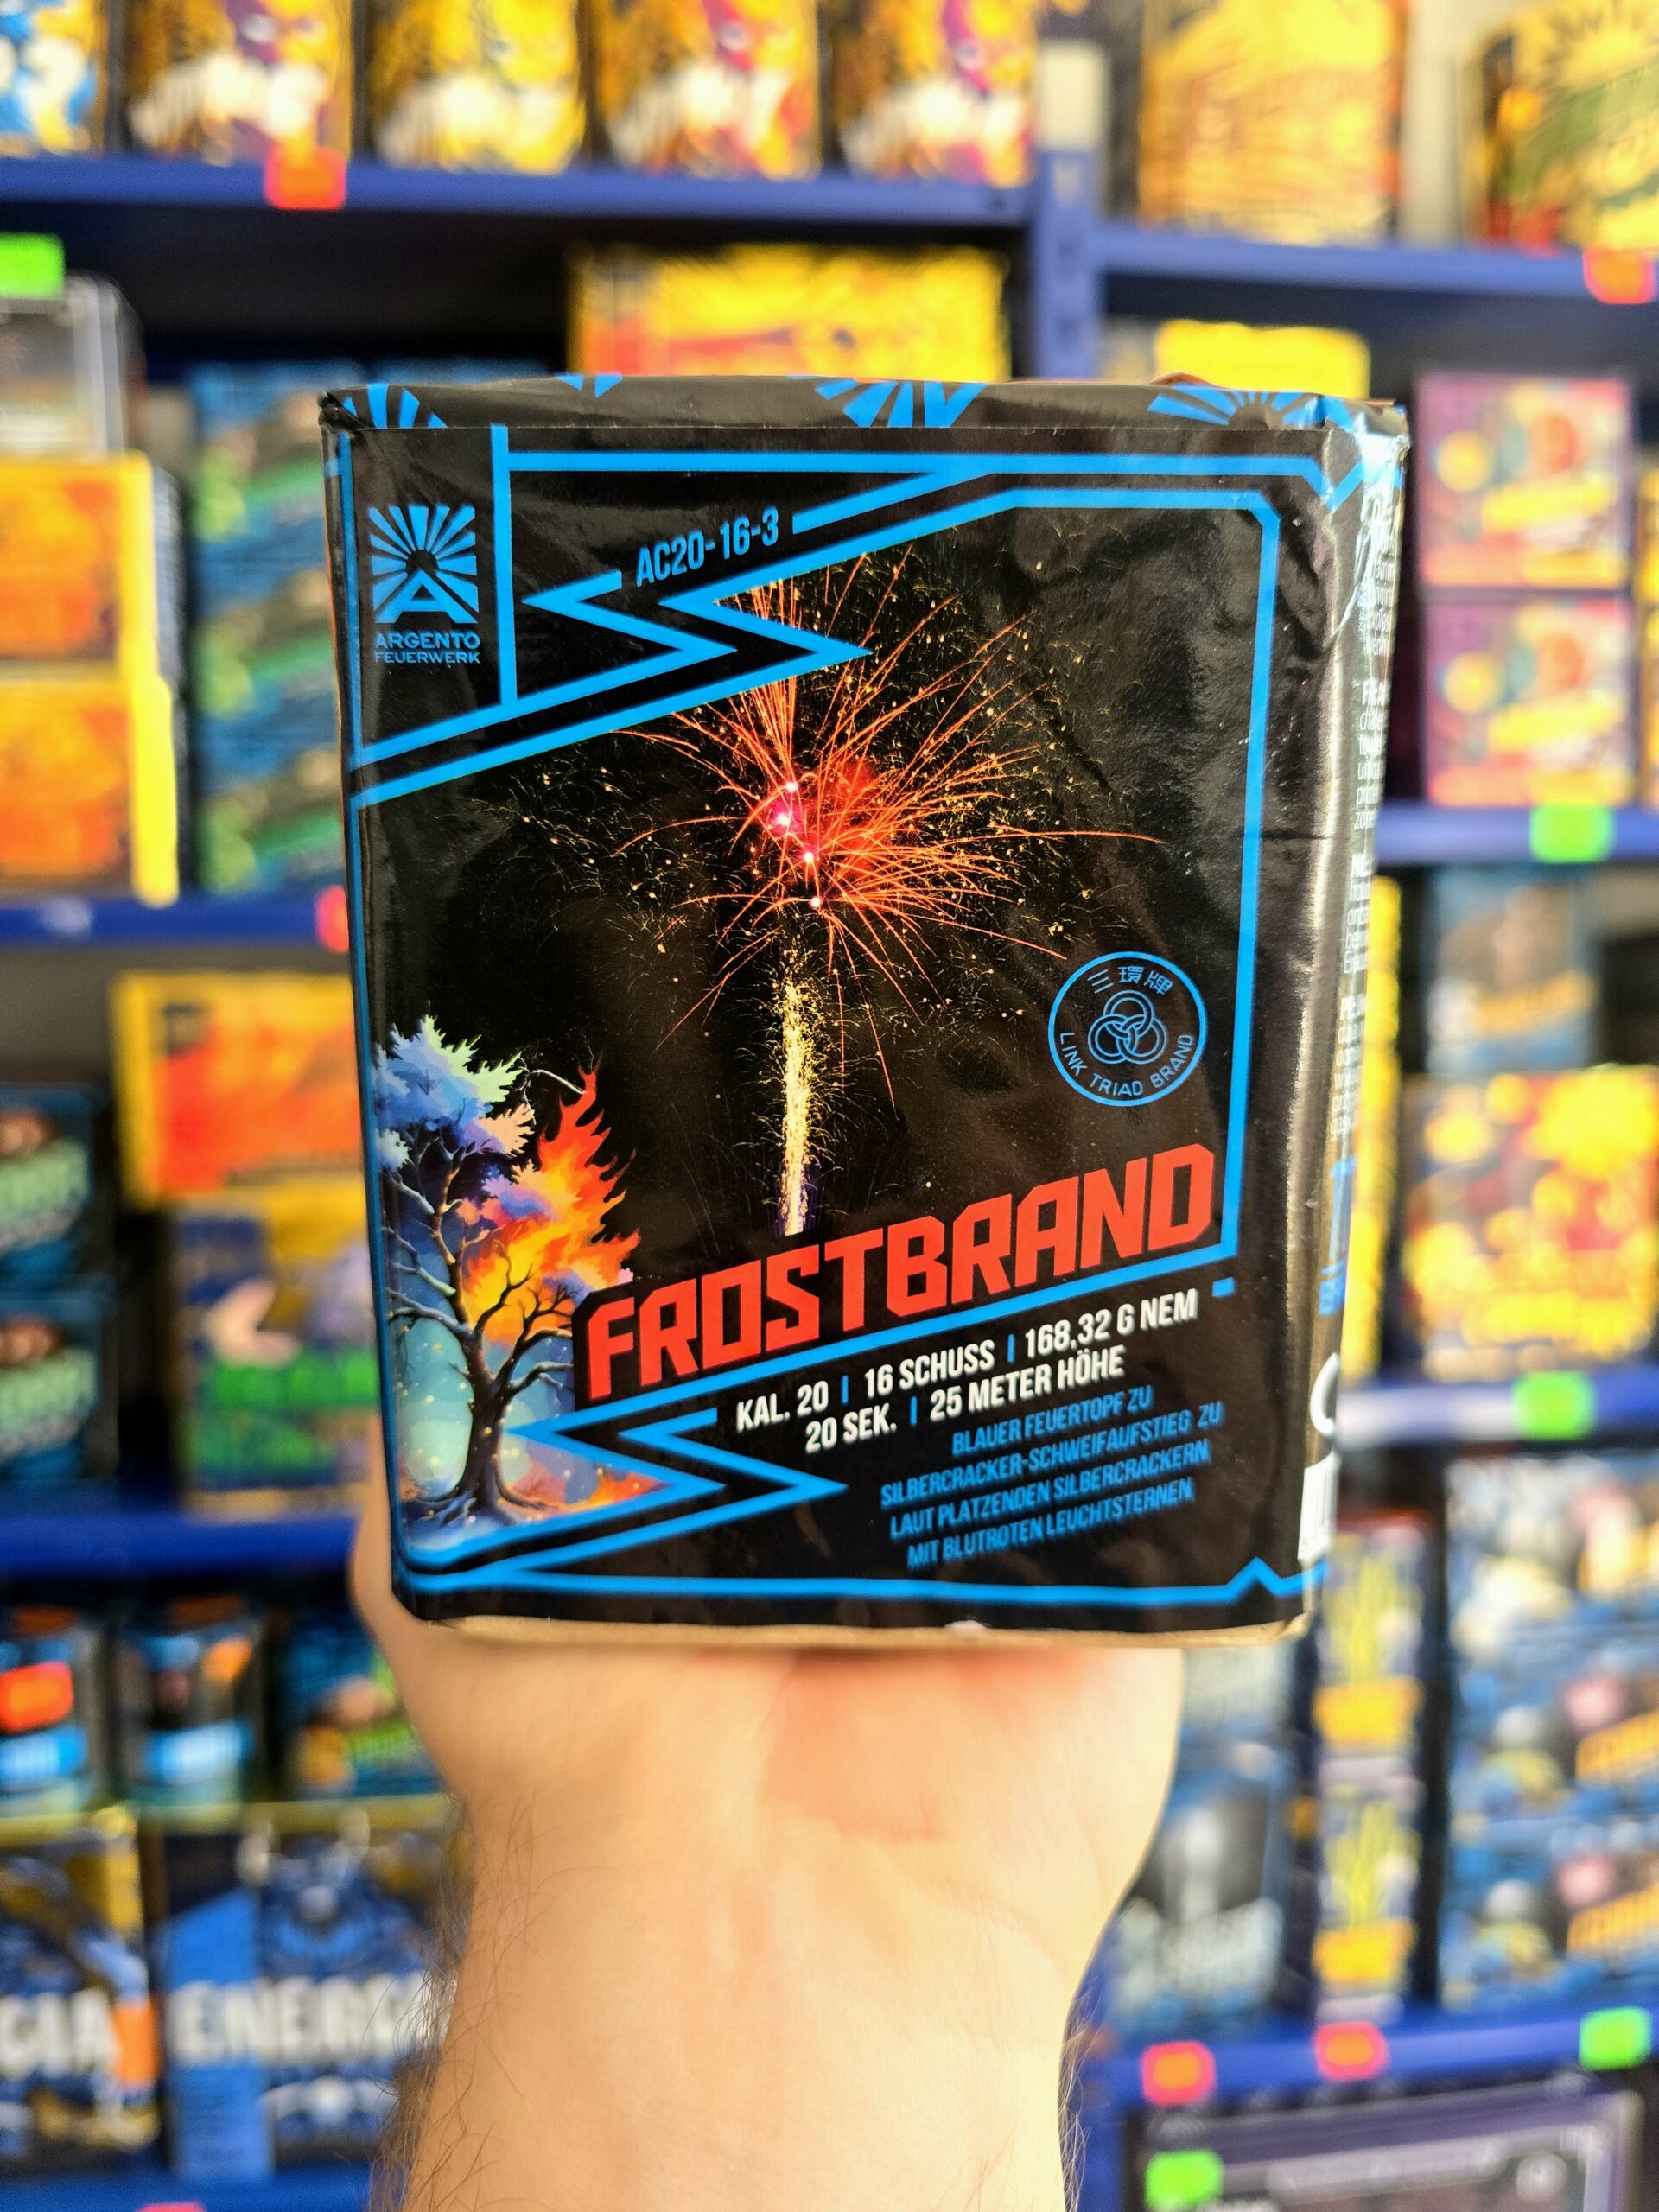 ARGENTO
FEUERWERK
AC20-16-3
三環牌
LINK TRIAD BRAND
FROSTBRAND
KAL. 20 | 16 SCHUSS | 168,32 G NEM
20 SEK. | 25 METER HÖHE
BLAUER FEUERTOPF ZU
SILBERCRACKER-SCHWEIFAUFSTIEG ZU
LAUT PLATZENDEN SILBERCRACKERN
MIT BLUTROTEN LEUCHTSTERNEN